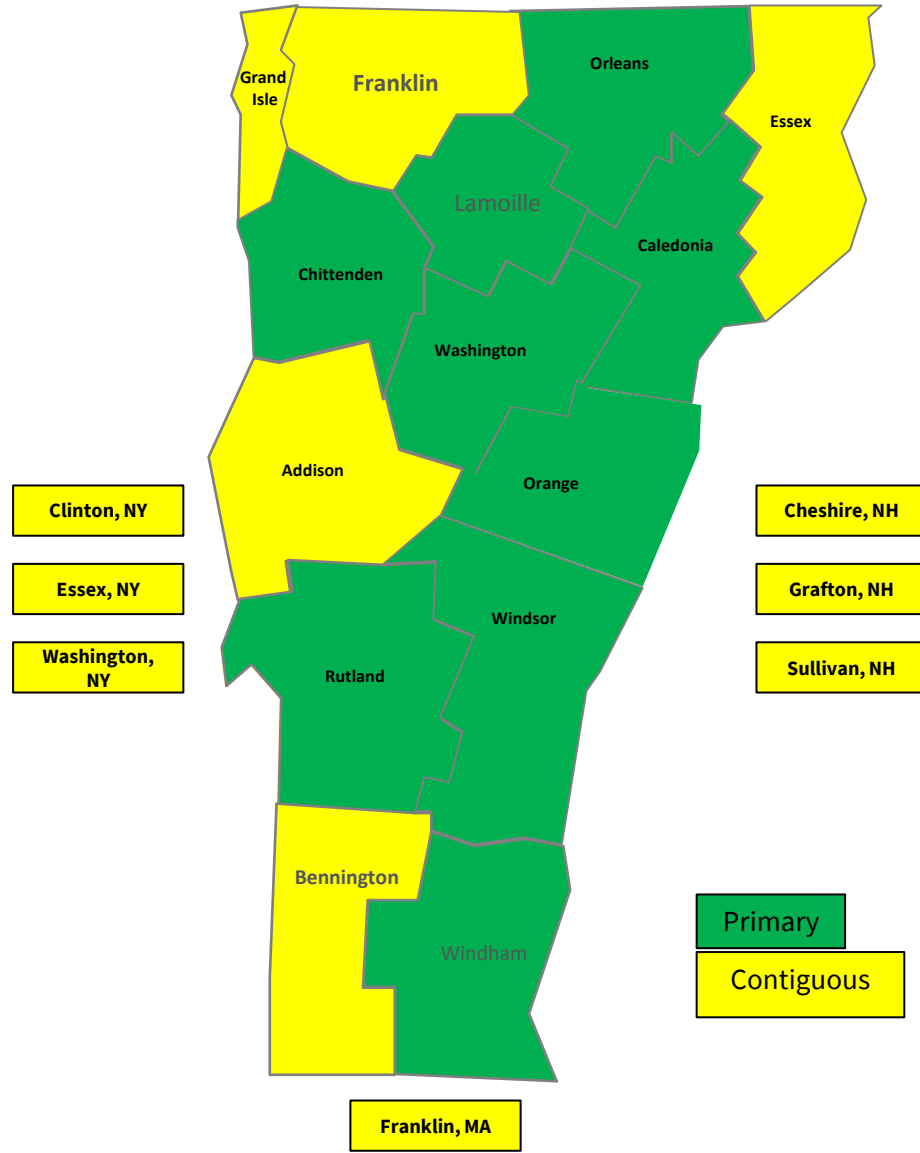 Orleans
Grand
Isle
Franklin
Essex
Lamoille
Caledonia
Chittenden
Washington
Addison
Orange
Clinton, NY
Cheshire, NH
Essex, NY
Grafton, NH
Windsor
Washington,
NY
Sullivan, NH
Rutland
Bennington
Primary
Windham
Contiguous
Franklin, MA